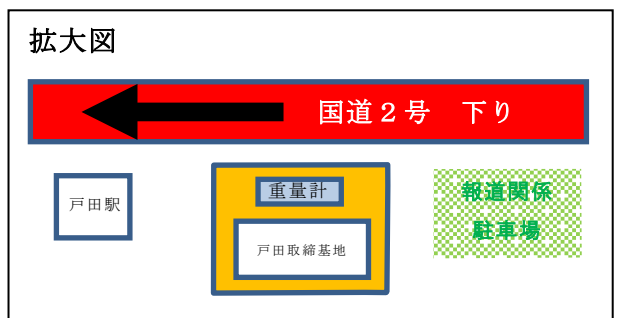 拡大図
国道２号　下り
戸田駅
重量計
戸田取締基地
報道関係
駐車場